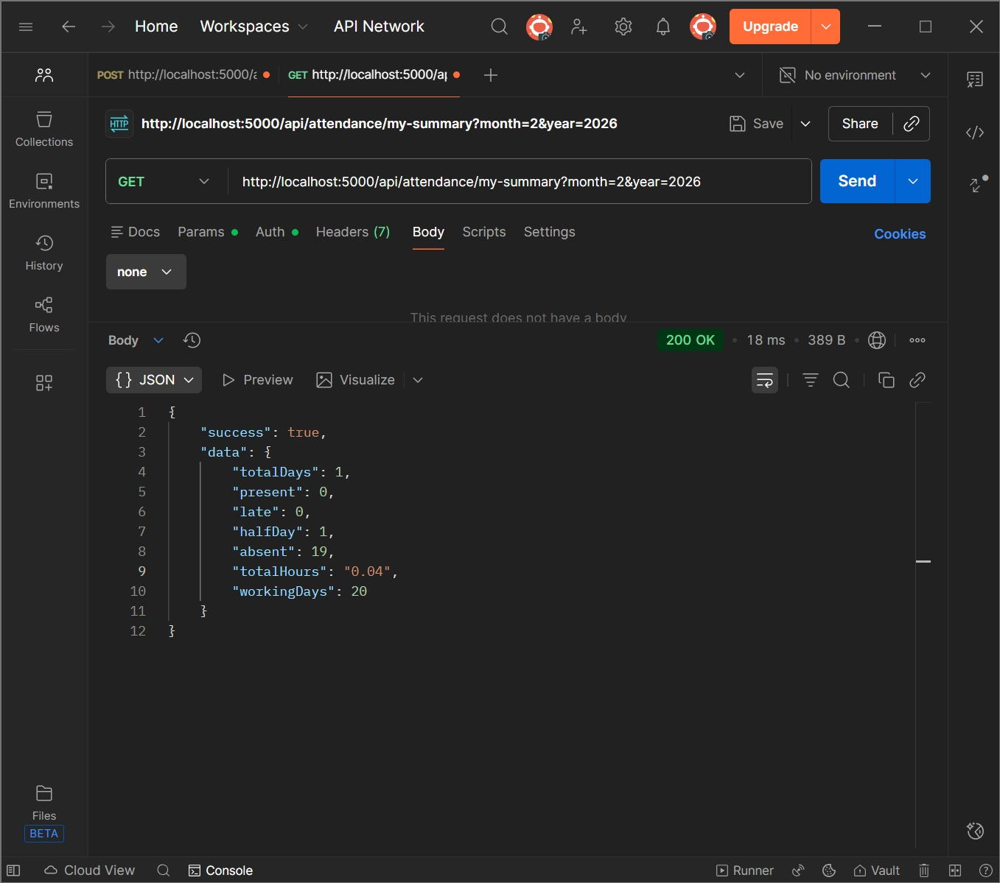 Home Workspaces API Network Upgrade
POST http://localhost:5000/a GET http://localhost:5000/ap No environment
HTTP http://localhost:5000/api/attendance/my-summary?month=2&year=2026 Save Share
Collections
GET http://localhost:5000/api/attendance/my-summary?month=2&year=2026 Send
Environments
Docs Params Auth Headers (7) Body Scripts Settings Cookies
History
none
This request does not have a body
Flows
Body 200 OK 18 ms 389 B
{} JSON Preview Visualize
1 {
2 "success": true,
3 "data": {
4 "totalDays": 1,
5 "present": 0,
6 "late": 0,
7 "halfDay": 1,
8 "absent": 19,
9 "totalHours": "0.04",
10 "workingDays": 20
11 }
12 }
Files
BETA
Cloud View Console Runner Vault